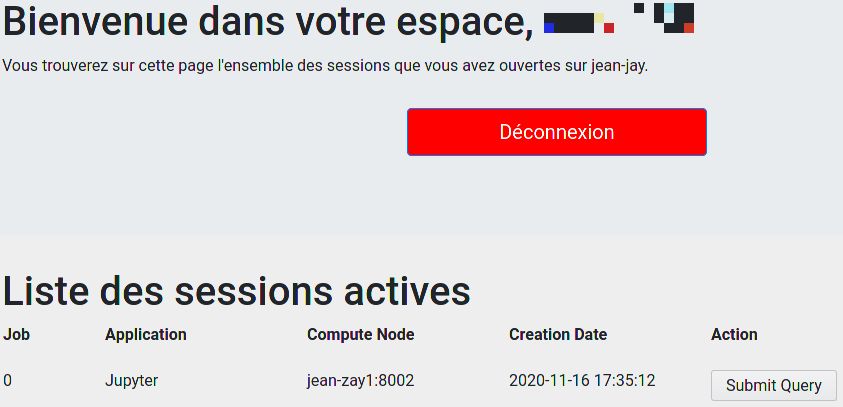 Bienvenue dans votre espace,
Vous trouverez sur cette page l'ensemble des sessions que vous avez ouvertes sur jean-jay.
Déconnexion
Liste des sessions actives
Job Application Compute Node Creation Date Action
0 Jupyter jean-zay1:8002 2020-11-16 17:35:12 Submit Query